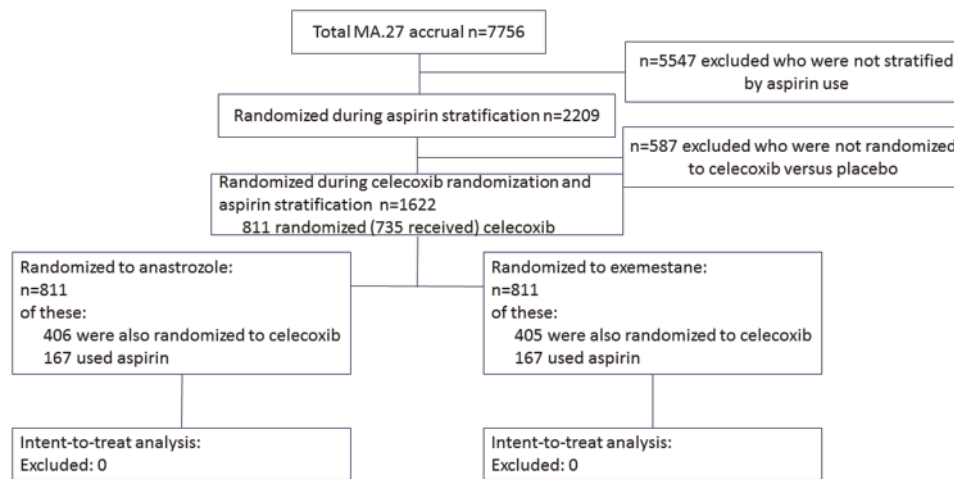 Total MA.27 accrual n=7756
n=5547 excluded who were not stratified
by aspirin use
Randomized during aspirin stratification n=2209
n=587 excluded who were not randomized
to celecoxib versus placebo
Randomized during celecoxib randomization and
aspirin stratification n=1622
811 randomized (735 received) celecoxib
Randomized to anastrozole:
n=811
of these:
406 were also randomized to celecoxib
167 used aspirin
Randomized to exemestane:
n=811
of these:
405 were also randomized to celecoxib
167 used aspirin
Intent-to-treat analysis:
Excluded: 0
Intent-to-treat analysis:
Excluded: 0